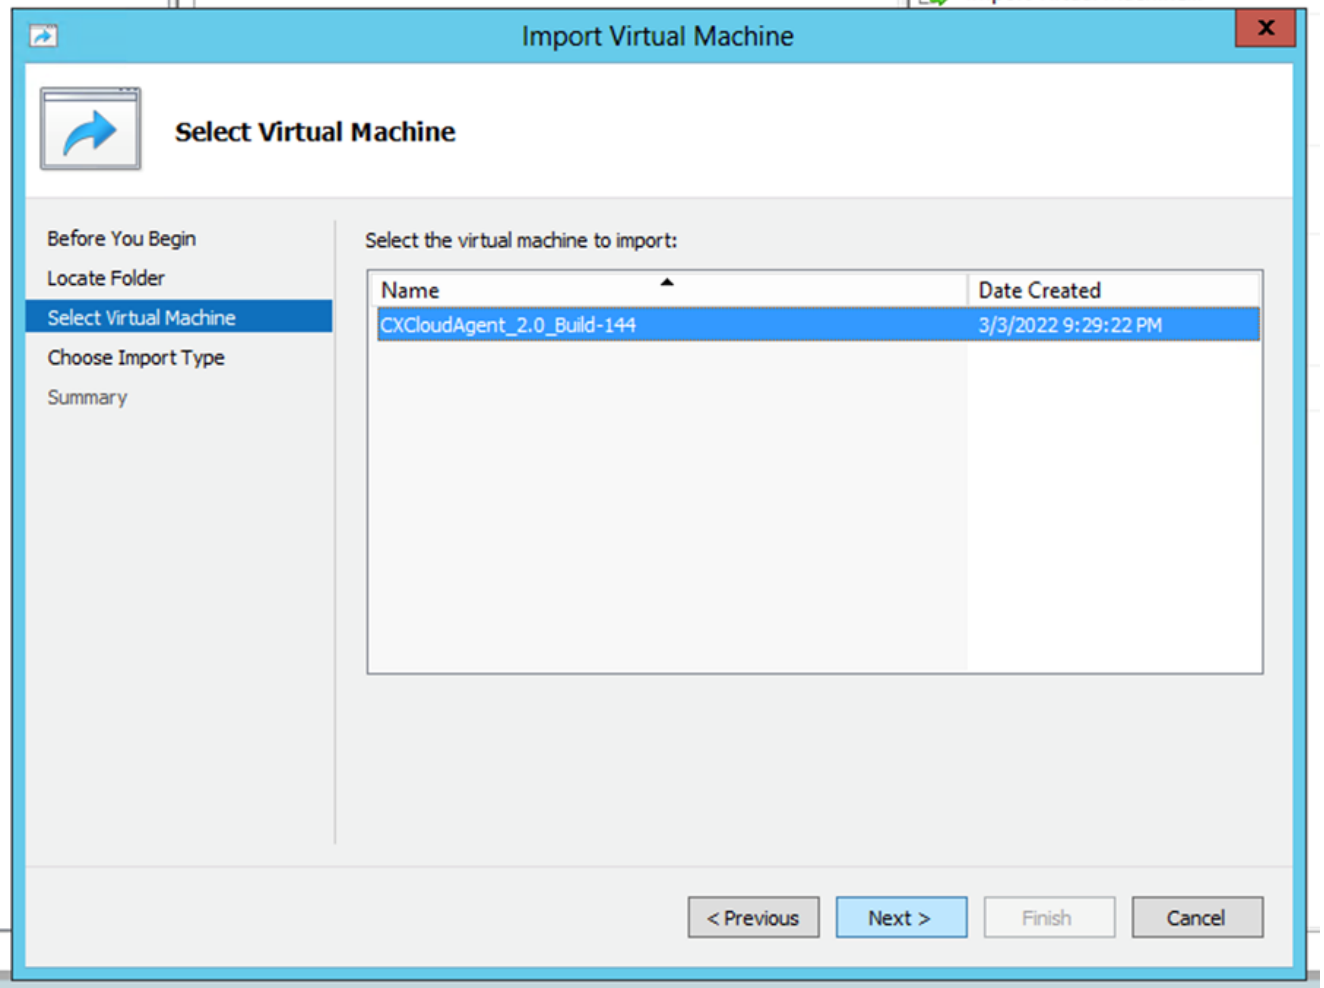 Import Virtual Machine
x
Select Virtual Machine
Before You Begin
Locate Folder
Select Virtual Machine
Choose Import Type
Summary
Select the virtual machine to import:
Name Date Created
CXCloudAgent_2.0_Build-144 3/3/2022 9:29:22 PM
< Previous Next > Finish Cancel